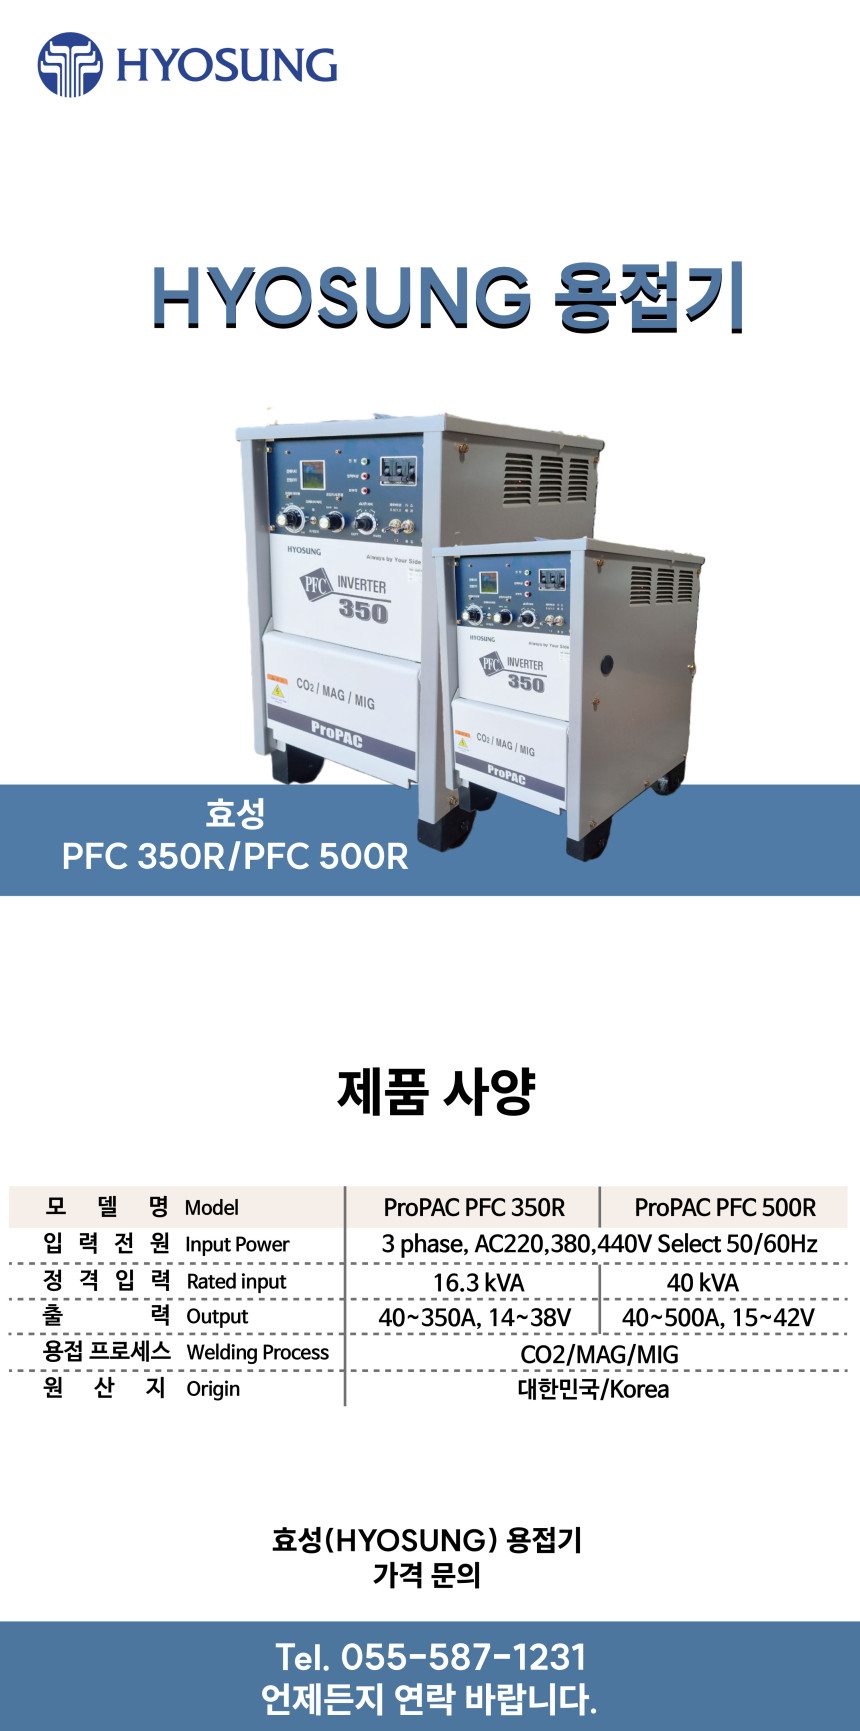 HYOSUNG
HYOSUNG 용접기
HYOSUNG
Always by Your Side
PFC INVERTER
350
CO2 / MAG / MIG
ProPAC
HYOSUNG
Always by Your Side
PFC INVERTER
350
CO2 / MAG / MIG
ProPAC
효성
PFC 350R/PFC 500R
제품 사양
모 델 명 Model ProPAC PFC 350R ProPAC PFC 500R
입 력 전 원 Input Power 3 phase, AC220,380,440V Select 50/60Hz
정 격 입 력 Rated input 16.3 kVA 40 kVA
출 력 Output 40~350A, 14~38V 40~500A, 15~42V
용접 프로세스 Welding Process CO2/MAG/MIG
원 산 지 Origin 대한민국/Korea
효성(HYOSUNG) 용접기
가격 문의
Tel. 055-587-1231
언제든지 연락 바랍니다.